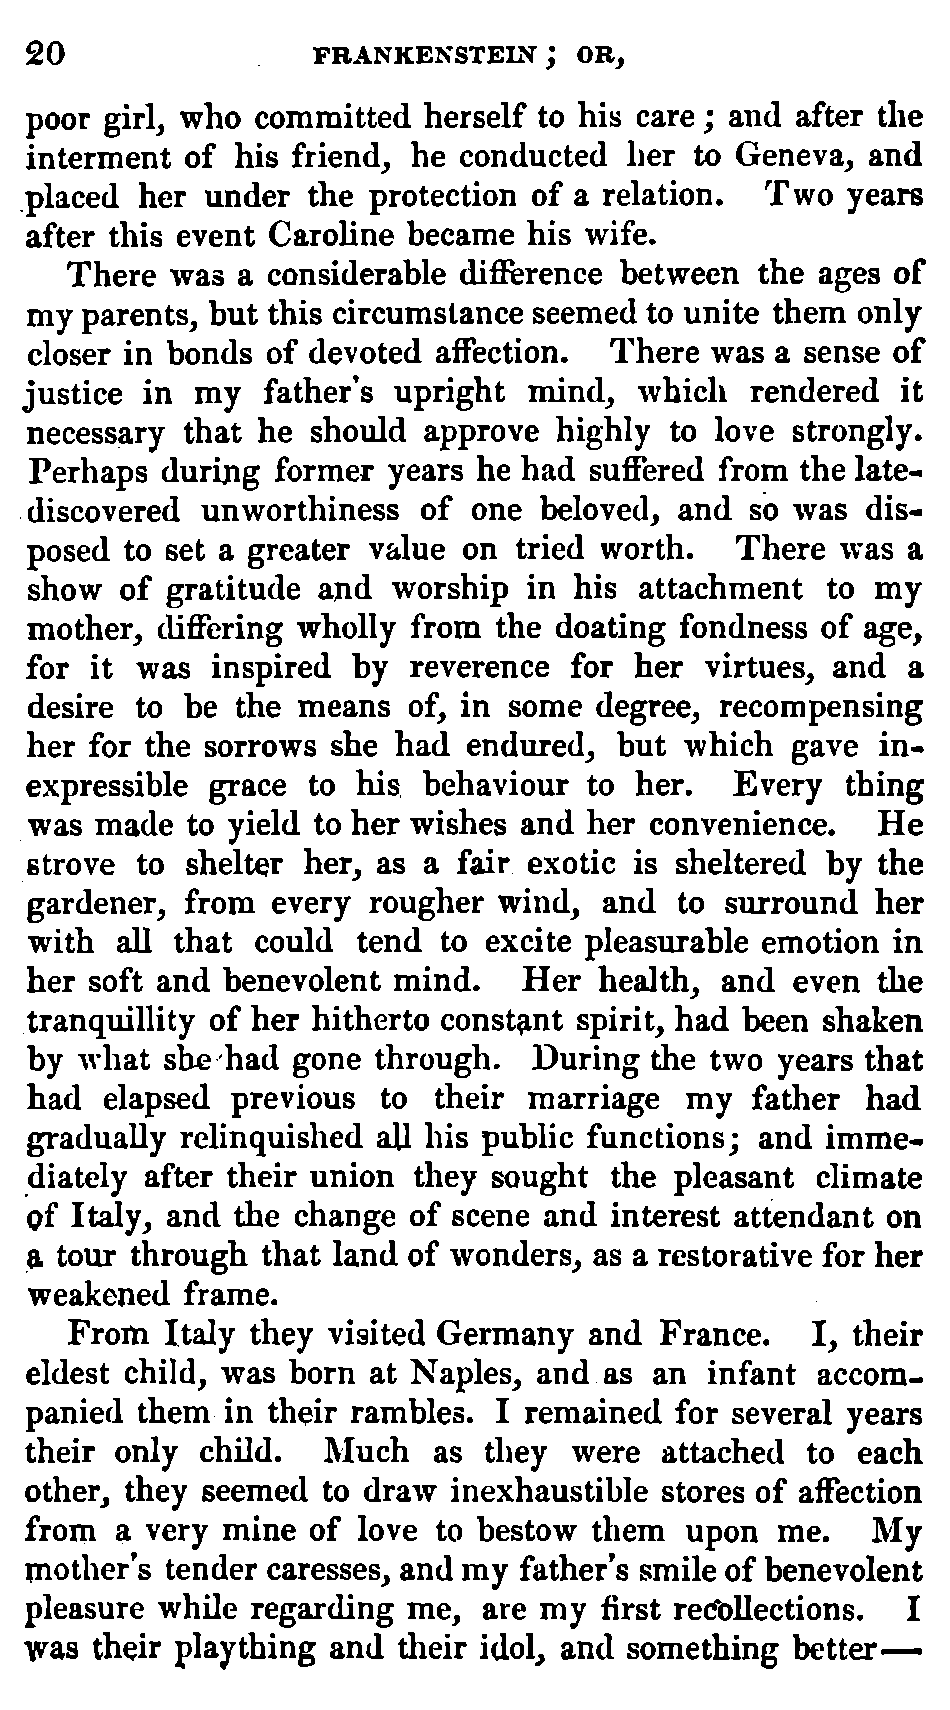 20 FRANKENSTEIN ; OR,
poor girl, who committed herself to his care ; and after the
interment of his friend, he conducted her to Geneva, and
placed her under the protection of a relation. Two years
after this event Caroline became his wife.
There was a considerable difference between the ages of
my parents, but this circumstance seemed to unite them only
closer in bonds of devoted affection. There was a sense of
justice in my father's upright mind, which rendered it
necessary that he should approve highly to love strongly.
Perhaps during former years he had suffered from the late-
discovered unworthiness of one beloved, and so was dis-
posed to set a greater value on tried worth. There was a
show of gratitude and worship in his attachment to my
mother, differing wholly from the doating fondness of age,
for it was inspired by reverence for her virtues, and a
desire to be the means of, in some degree, recompensing
her for the sorrows she had endured, but which gave in-
expressible grace to his behaviour to her. Every thing
was made to yield to her wishes and her convenience. He
strove to shelter her, as a fair exotic is sheltered by the
gardener, from every rougher wind, and to surround her
with all that could tend to excite pleasurable emotion in
her soft and benevolent mind. Her health, and even the
tranquillity of her hitherto constant spirit, had been shaken
by what she had gone through. During the two years that
had elapsed previous to their marriage my father had
gradually relinquished all his public functions; and imme-
diately after their union they sought the pleasant climate
of Italy, and the change of scene and interest attendant on
a tour through that land of wonders, as a restorative for her
weakened frame.
From Italy they visited Germany and France. I, their
eldest child, was born at Naples, and as an infant accom-
panied them in their rambles. I remained for several years
their only child. Much as they were attached to each
other, they seemed to draw inexhaustible stores of affection
from a very mine of love to bestow them upon me. My
mother's tender caresses, and my father's smile of benevolent
pleasure while regarding me, are my first recollections. I
was their plaything and their idol, and something better—